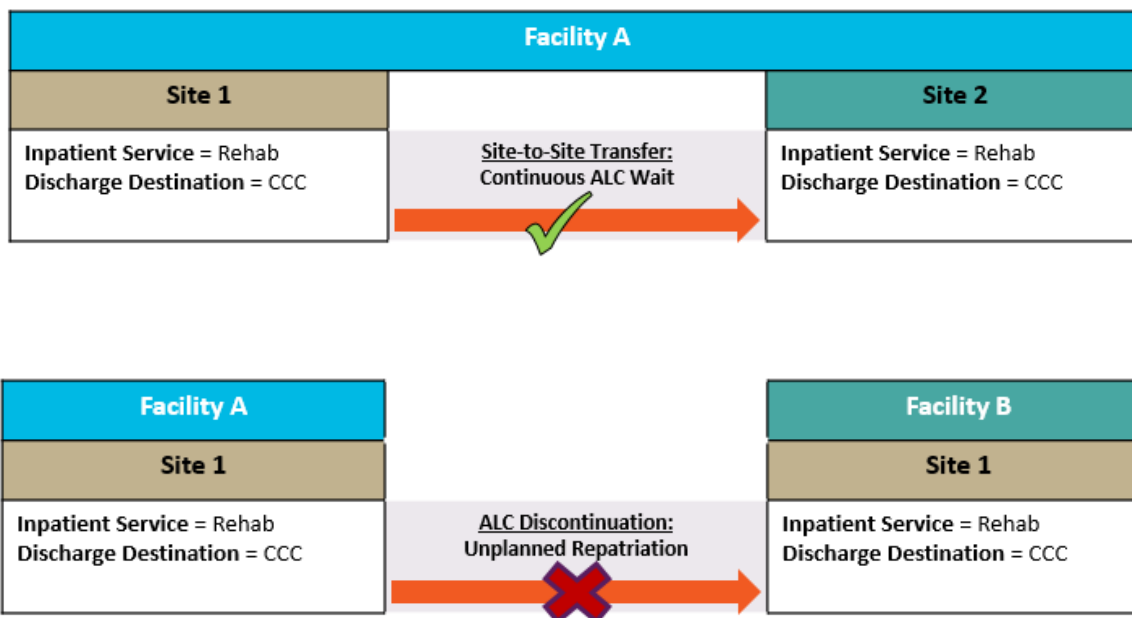 Facility A
Site 1
Site 2
Inpatient Service = Rehab
Discharge Destination = CCC
Site-to-Site Transfer:
Continuous ALC Wait
Inpatient Service = Rehab
Discharge Destination = CCC
Facility A
Facility B
Site 1
Site 1
Inpatient Service = Rehab
Discharge Destination = CCC
ALC Discontinuation:
Unplanned Repatriation
Inpatient Service = Rehab
Discharge Destination = CCC